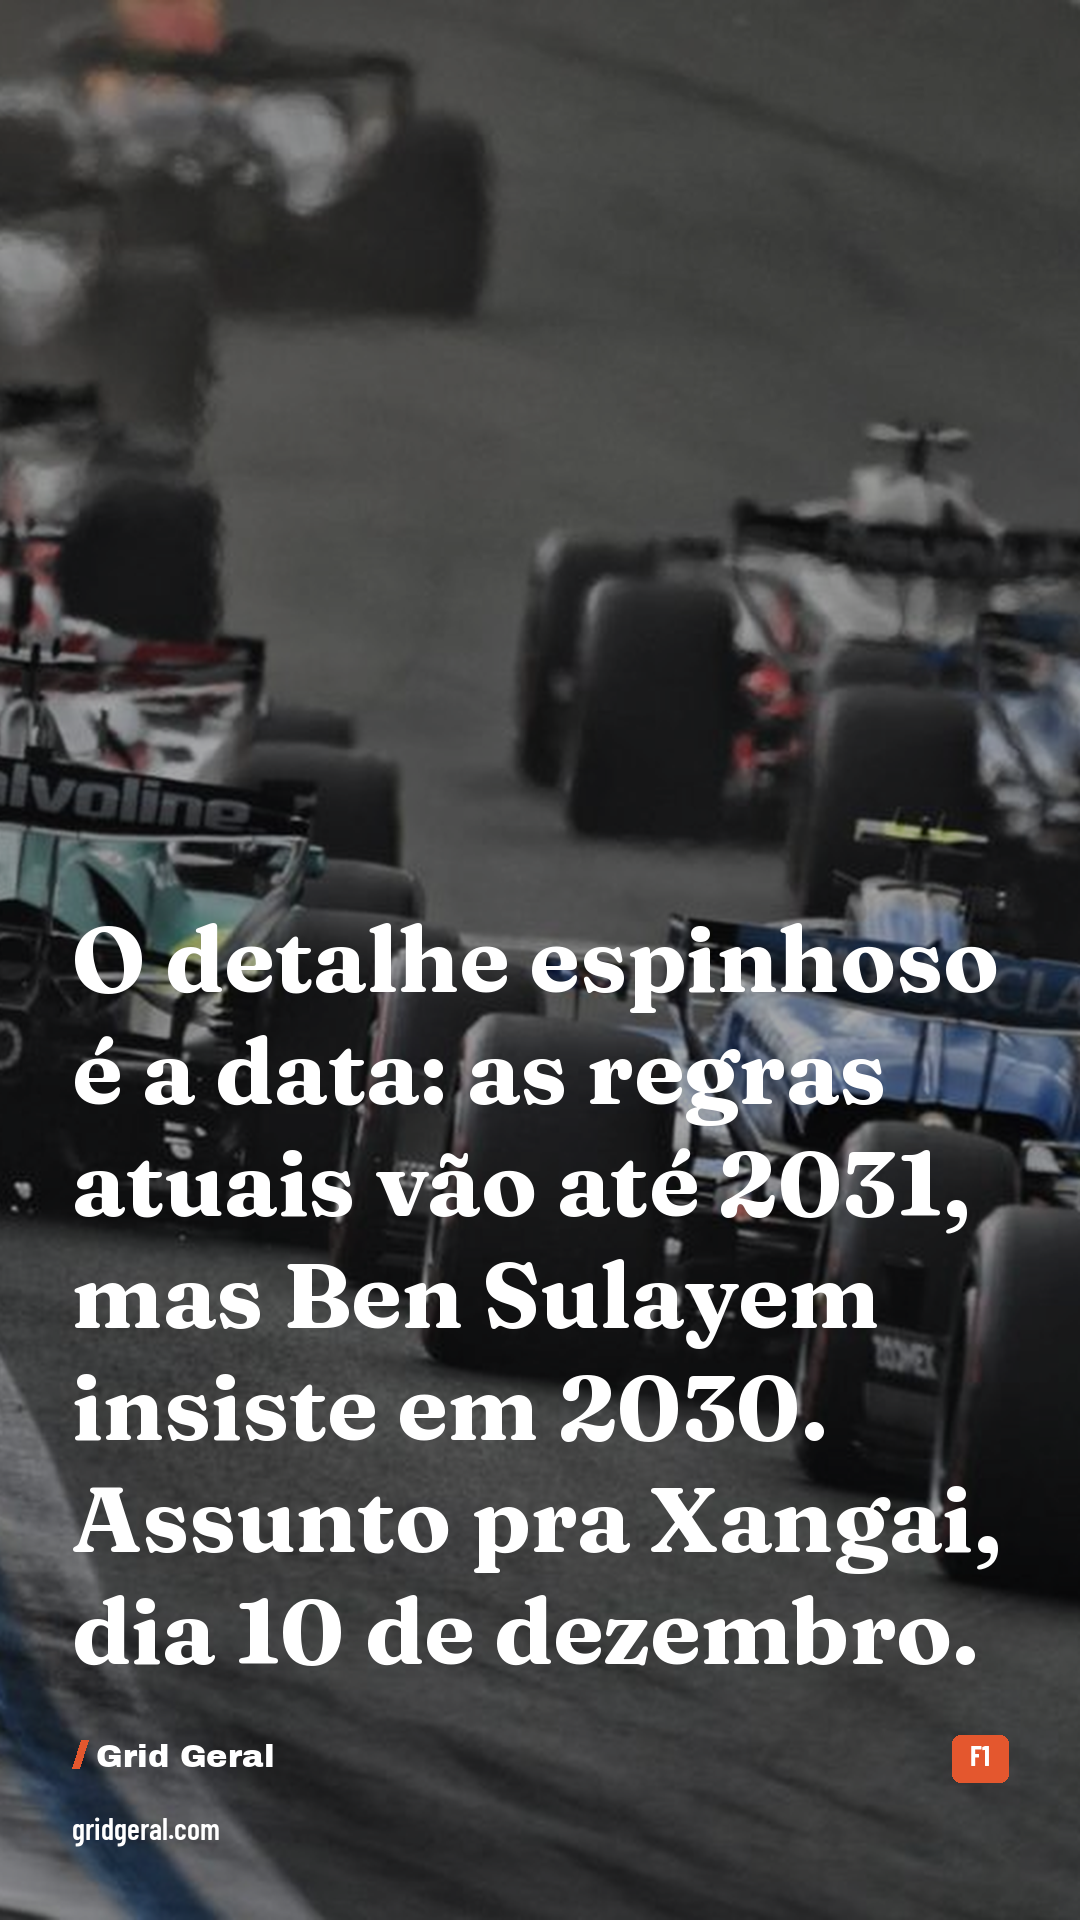 alvoline
O detalhe espinhoso
é a data: as regras
atuais vão até 2031,
mas Ben Sulayem
insiste em 2030.
Assunto pra Xangai,
dia 10 de dezembro.
/ Grid Geral
F1
gridgeral.com